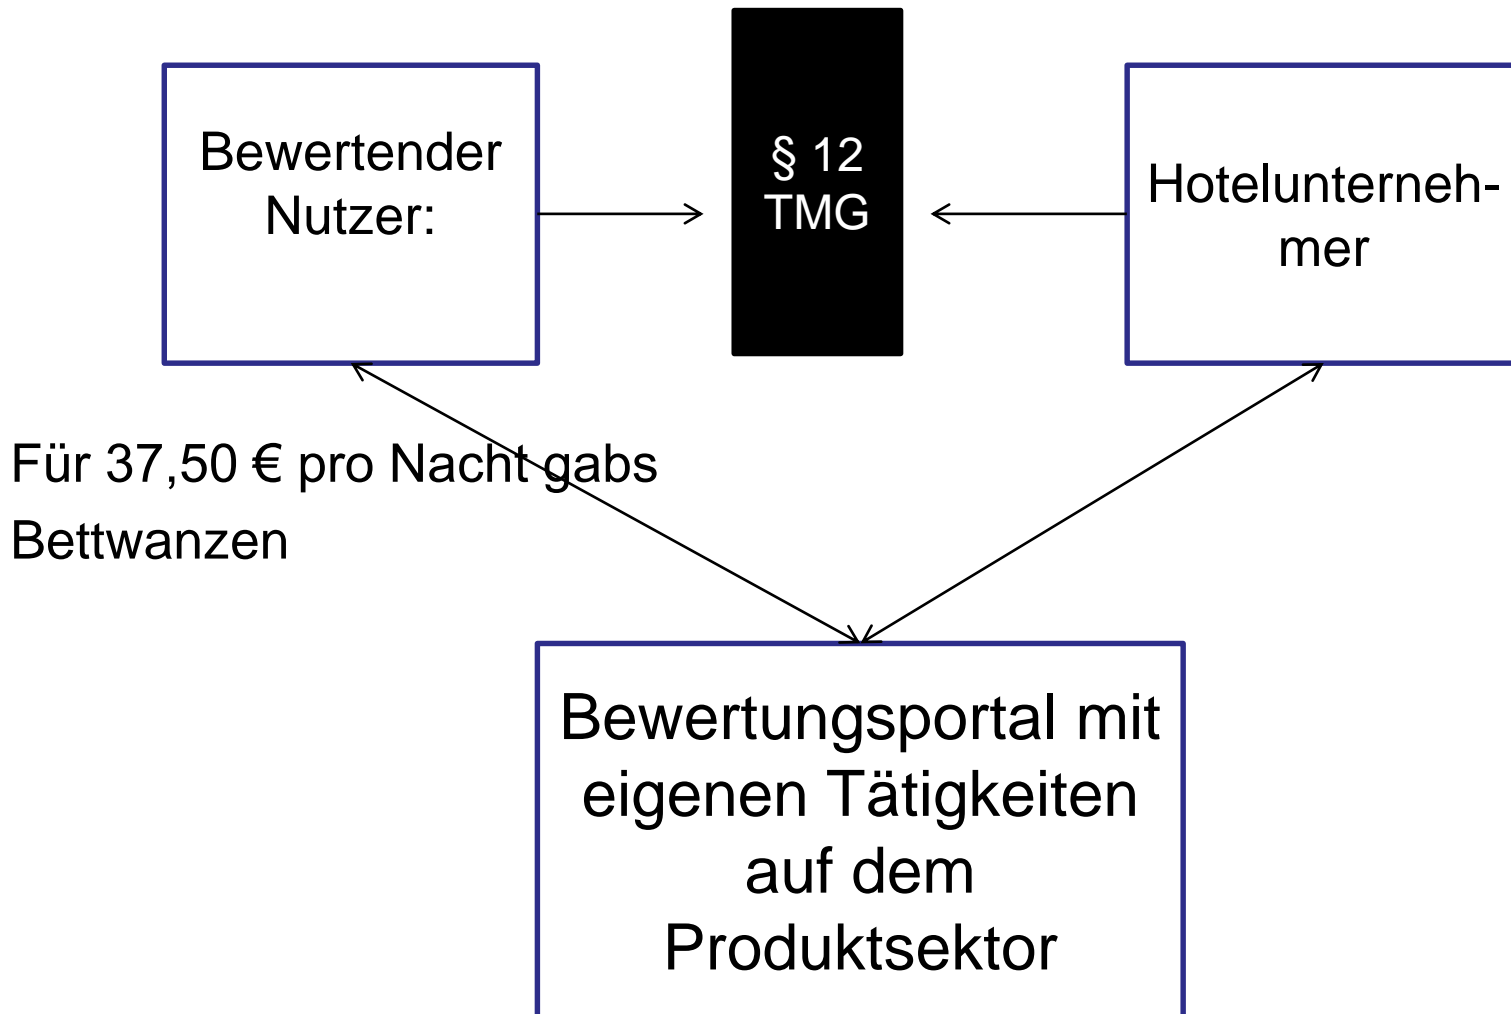 Bewertender
Nutzer:
§ 12
TMG
Hotelunterneh-
mer
Für 37,50 € pro Nacht gabs
Bettwanzen
Bewertungsportal mit
eigenen Tätigkeiten
auf dem
Produktsektor